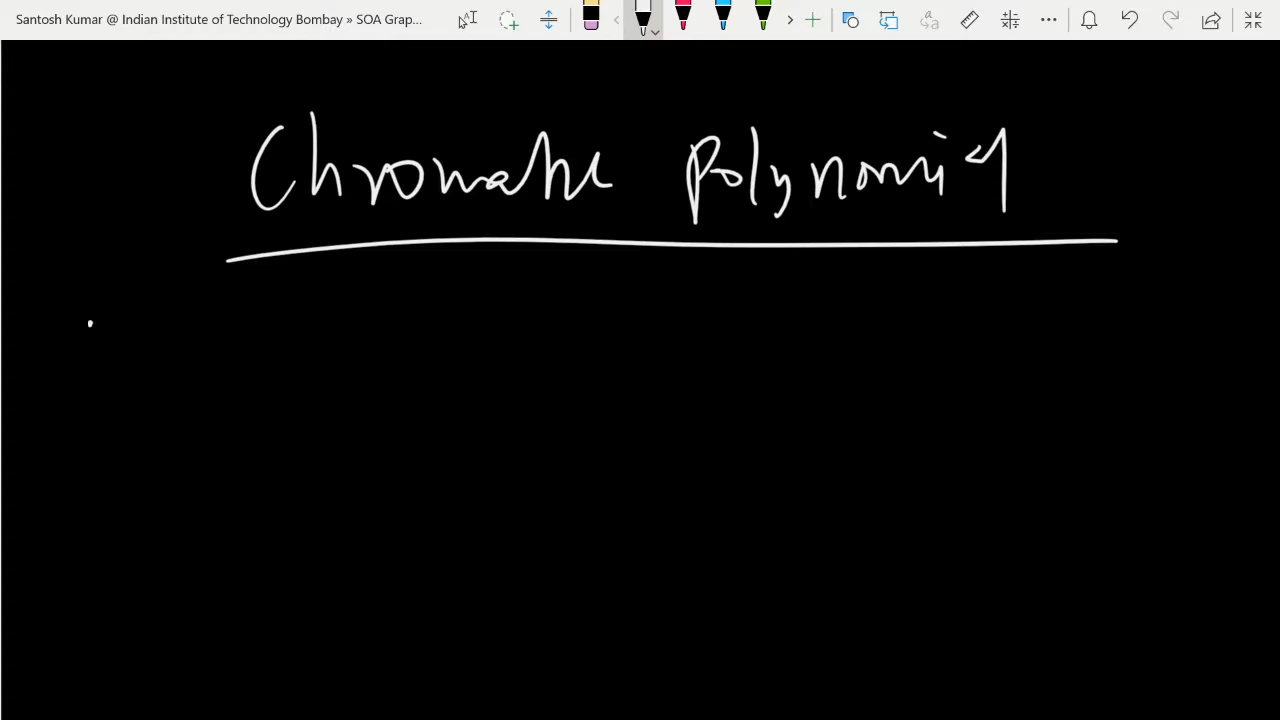 Santosh Kumar @ Indian Institute of Technology Bombay » SOA Grap...
Chromatic polynomial